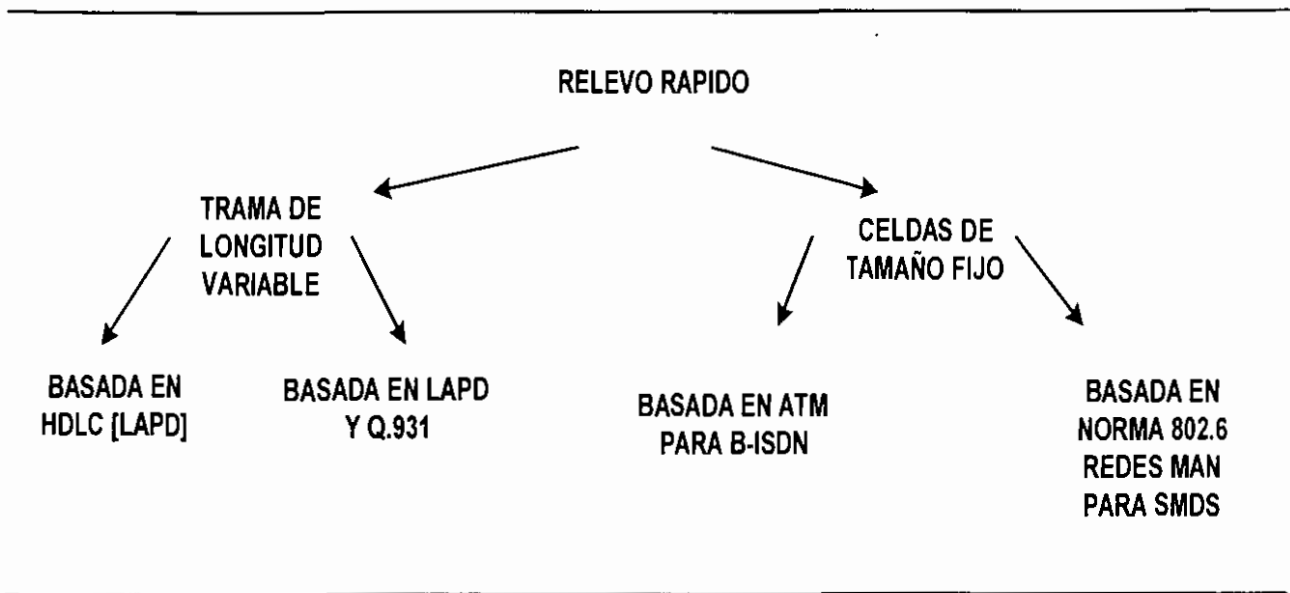 RELEVO RAPIDO
TRAMA DE
LONGITUD
VARIABLE
CELDAS DE
TAMAÑO FIJO
BASADA EN
HDLC [LAPD]
BASADA EN LAPD
Y Q.931
BASADA EN ATM
PARA B-ISDN
BASADA EN
NORMA 802.6
REDES MAN
PARA SMDS